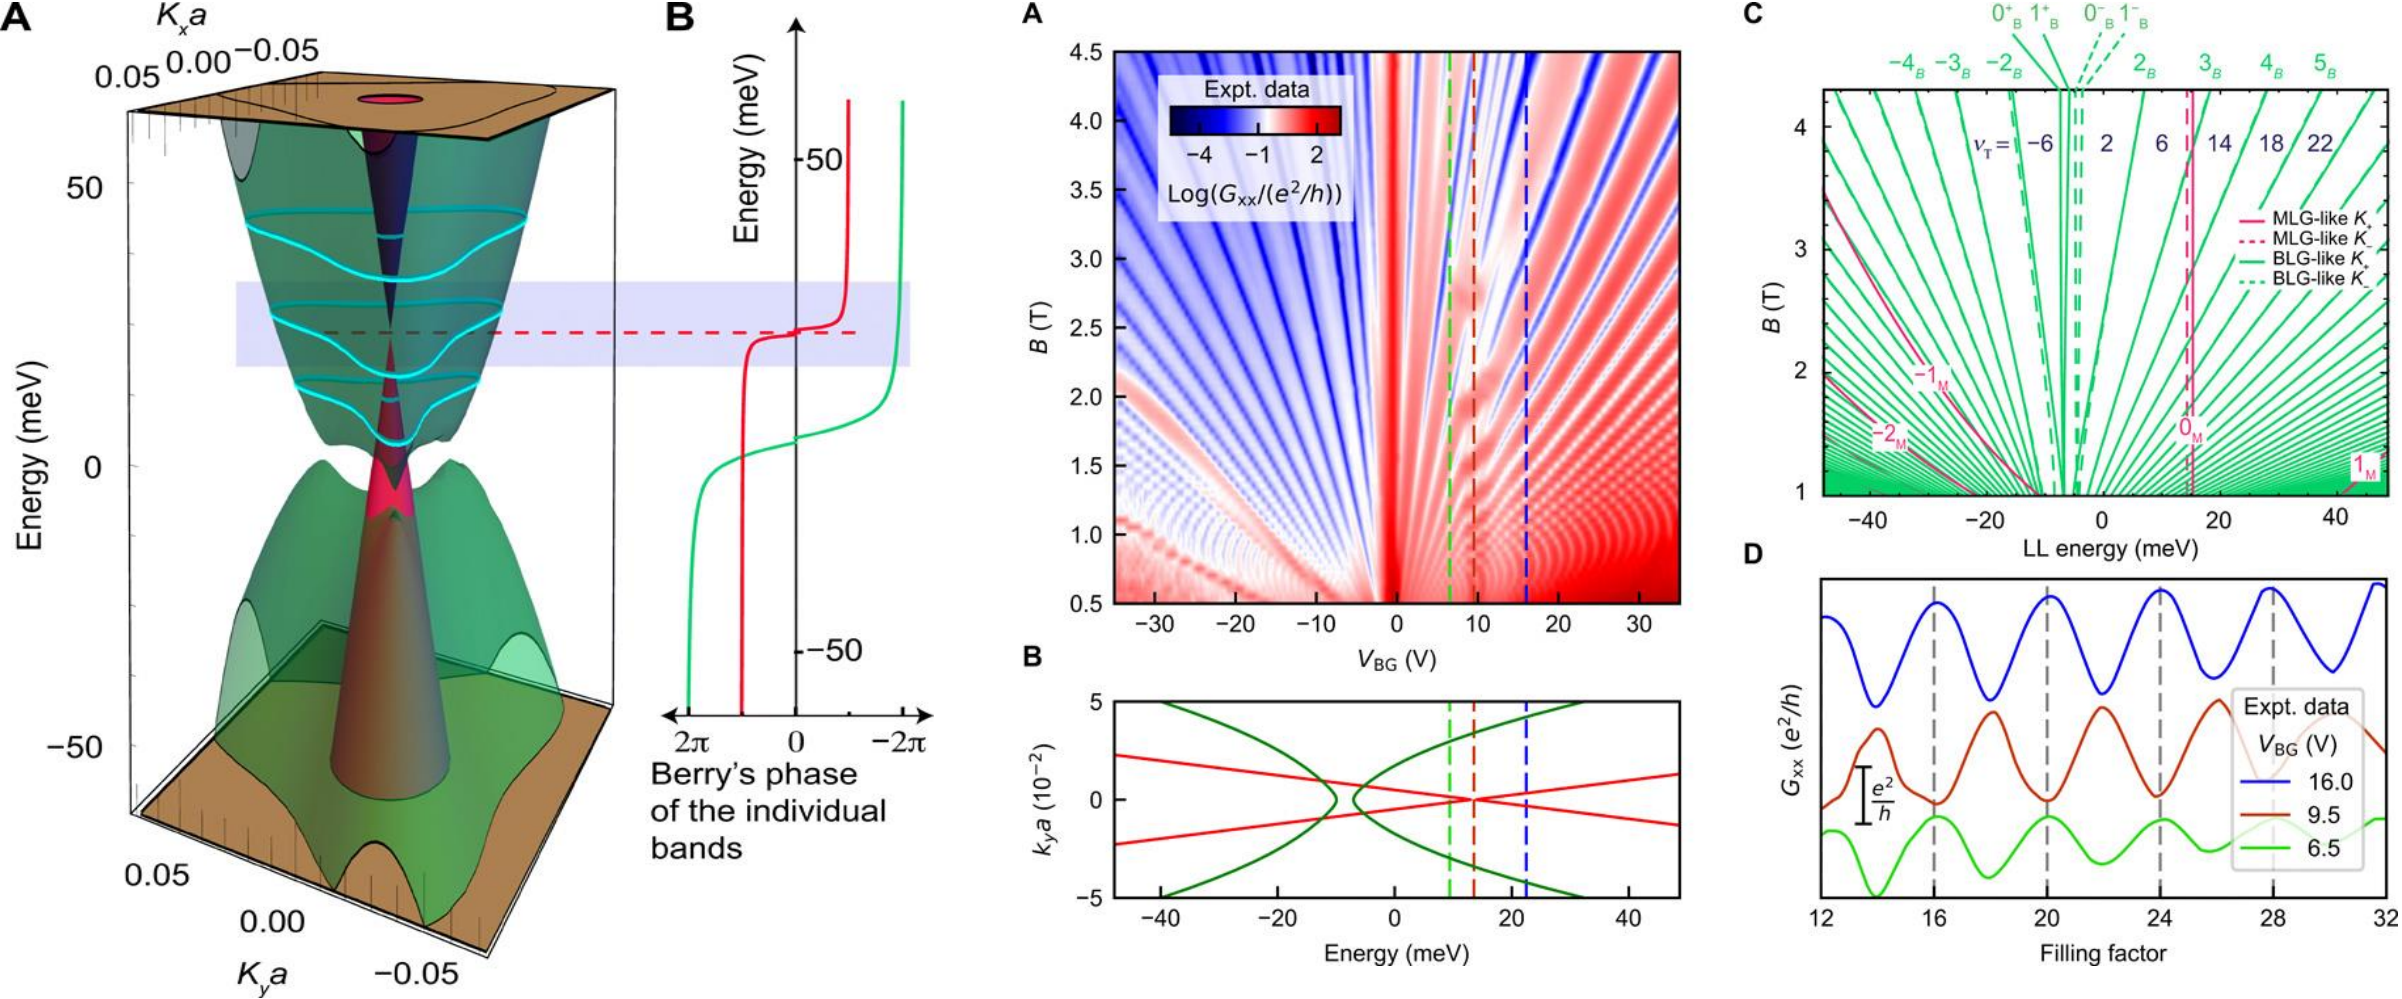 A
K_x a
0.05 0.00 −0.05
Energy (meV)
50
0
−50
0.05
0.00
−0.05
K_y a
B
Energy (meV)
50
−50
2π 0 −2π
Berry's phase
of the individual
bands
A
B (T)
4.5
4.0
3.5
3.0
2.5
2.0
1.5
1.0
0.5
Expt. data
−4 −1 2
Log(G_xx/(e²/h))
−30 −20 −10 0 10 20 30
V_BG (V)
B
k_y a (10⁻²)
5
0
−5
−40 −20 0 20 40
Energy (meV)
C
0⁺_B 1⁺_B 0⁻_B 1⁻_B
−4_B −3_B −2_B 2_B 3_B 4_B 5_B
B (T)
4
3
2
1
ν_T = −6 2 6 14 18 22
MLG-like K₊
MLG-like K₋
BLG-like K₊
BLG-like K₋
−1_M
−2_M
0_M
1_M
−40 −20 0 20 40
LL energy (meV)
D
G_xx (e²/h)
e²/h
Expt. data
V_BG (V)
16.0
9.5
6.5
12 16 20 24 28 32
Filling factor